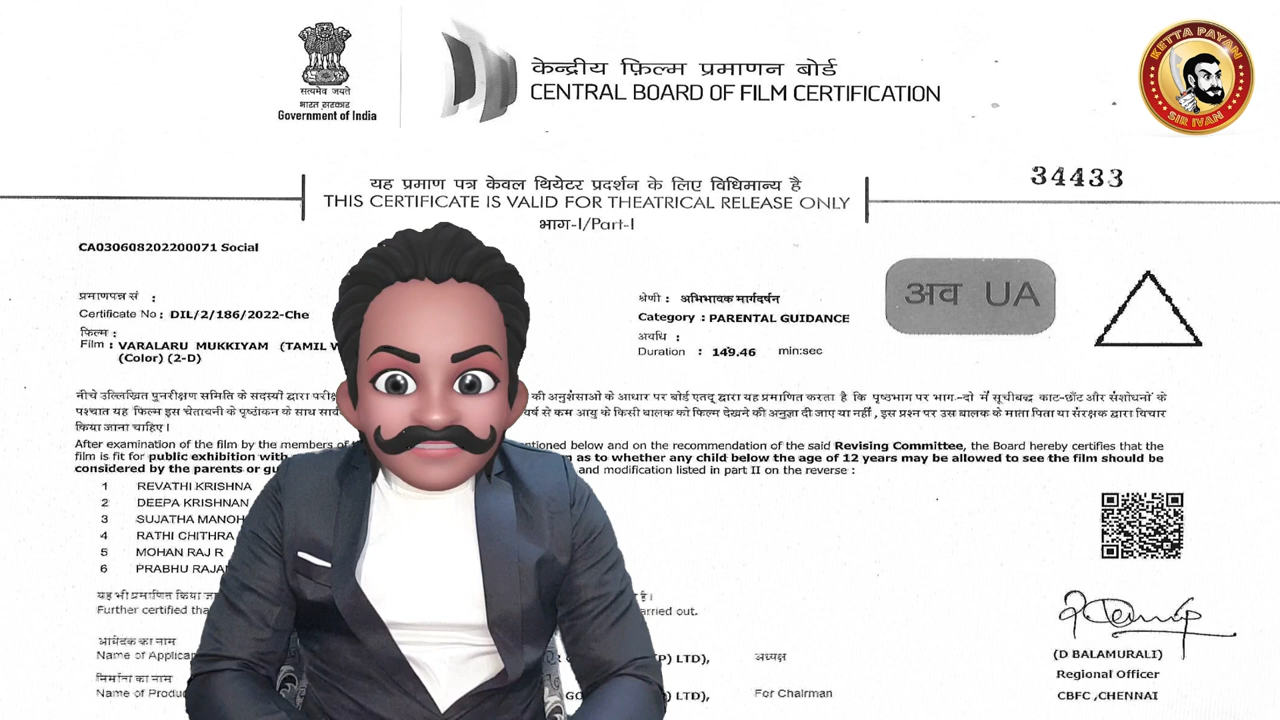 सत्यमेव जयते
भारत सरकार
Government of India
केन्द्रीय फ़िल्म प्रमाणन बोर्ड
CENTRAL BOARD OF FILM CERTIFICATION
KETTA PAYAN
SIR IVAN
34433
यह प्रमाण पत्र केवल थियेटर प्रदर्शन के लिए विधिमान्य है
THIS CERTIFICATE IS VALID FOR THEATRICAL RELEASE ONLY
भाग-I/Part-I
CA030608202200071 Social
प्रमाणपत्र सं :
Certificate No : DIL/2/186/2022-Che
फिल्म :
Film : VARALARU MUKKIYAM (TAMIL
(Color) (2-D)
श्रेणी : अभिभावक मार्गदर्षन
Category : PARENTAL GUIDANCE
अवधि :
Duration : 149.46 min:sec
अव UA
नीचे उल्लिखित पुनरीक्षण समिति के सदस्यों द्वारा की अनुशंसाओ के आधार पर बोर्ड एतद् द्वारा यह प्रमाणित करता है कि पृष्ठभाग पर भाग-दो में सूचीबद्ध काट-छाँट और संशोधनों के
पश्चात यह फिल्म इस चेतावनी के पृष्ठांकन के साथ वर्ष से कम आयु के किसी बालक को फिल्म देखने की अनुज्ञा दी जाए या नहीं, इस प्रश्न पर उस बालक के माता पिता या संरक्षक द्वारा विचार
किया जाना चाहिए।
After examination of the film by the members of mentioned below and on the recommendation of the said Revising Committee, the Board hereby certifies that the
film is fit for public exhibition with as to whether any child below the age of 12 years may be allowed to see the film should be
considered by the parents or and modification listed in part II on the reverse :
1 REVATHI KRISHNA
2 DEEPA KRISHNAN
3 SUJATHA MANOH
4 RATHI CHITHRA
5 MOHAN RAJ R
6 PRABHU RAJA
यह भी प्रमाणित किया है।
Further certified carried out.
आवेदक का नाम
Name of P) LTD),
अध्यक्ष
निर्माता का नाम
Name of (P) LTD),
For Chairman
(D BALAMURALI)
Regional Officer
CBFC ,CHENNAI